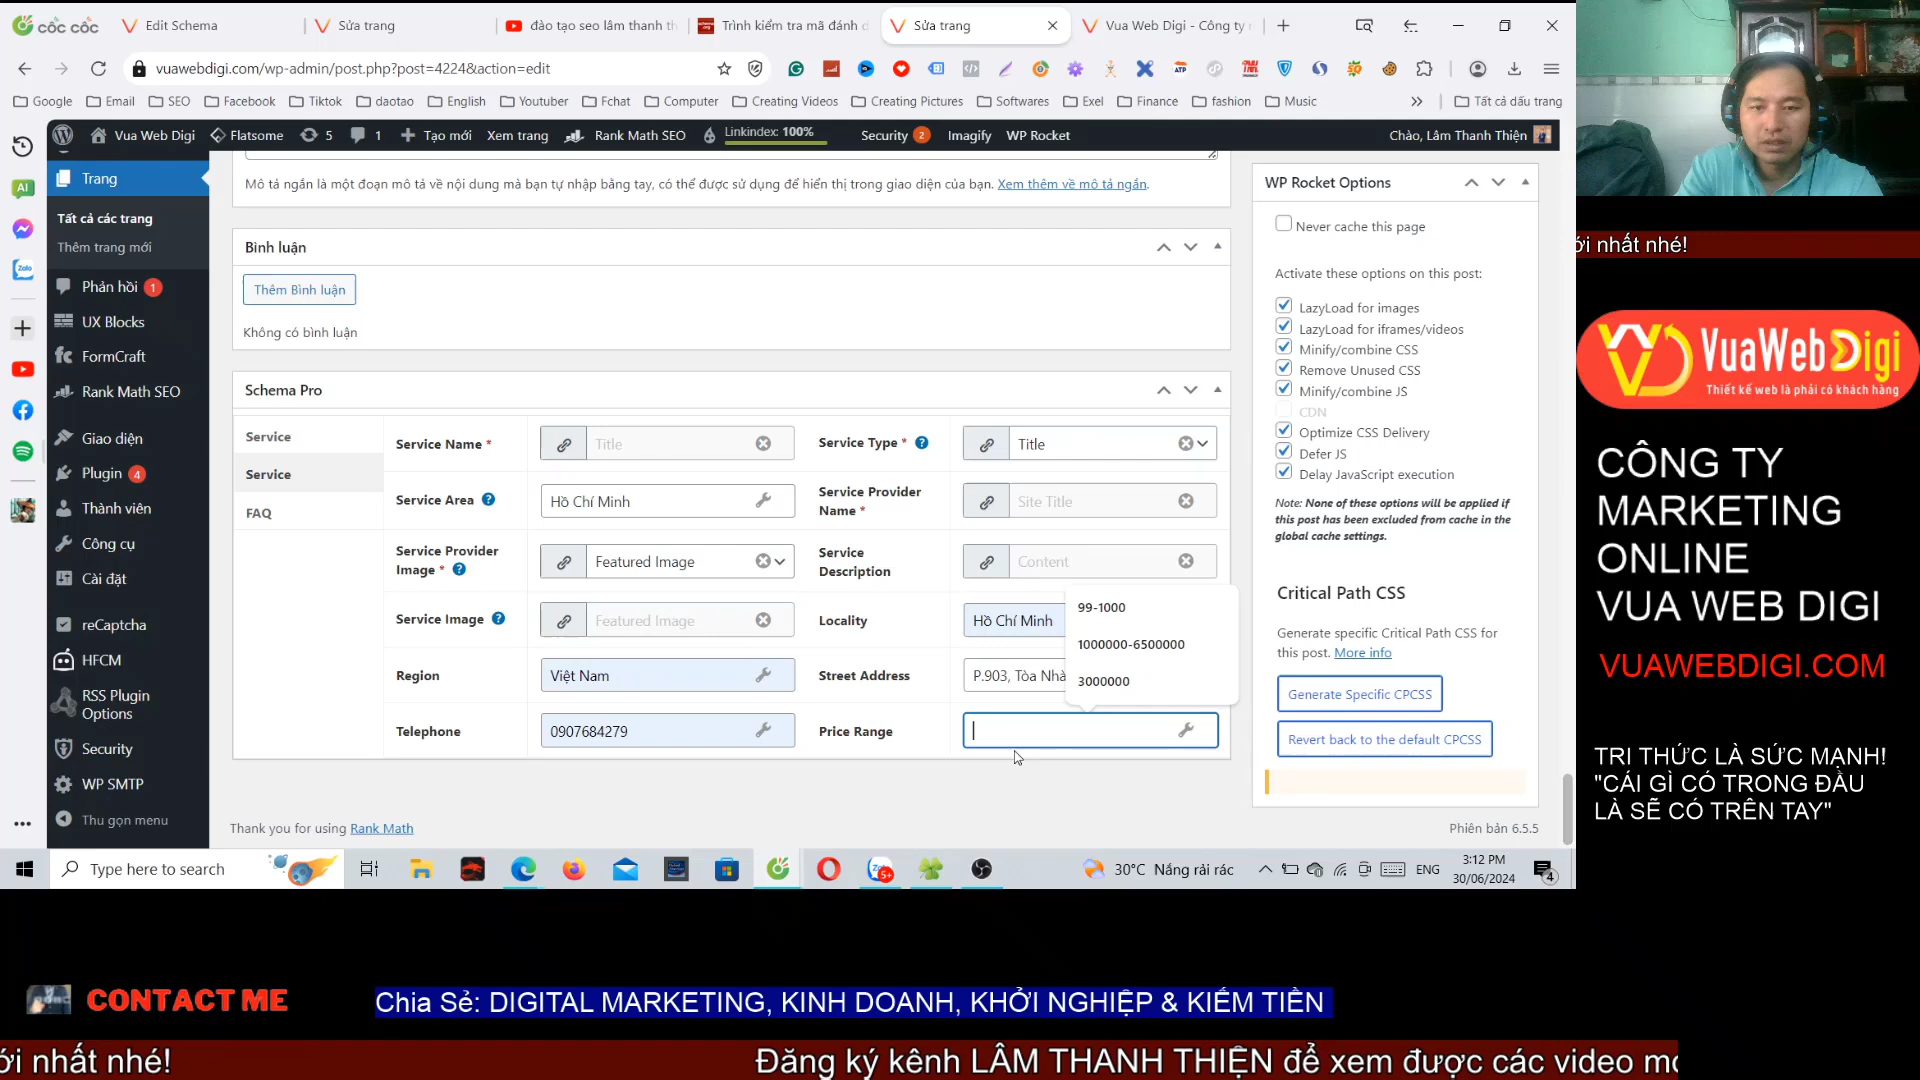 cốc cốc
Edit Schema
Sửa trang
đào tạo seo lâm thanh th
Trình kiểm tra mã đánh d
Sửa trang
Vua Web Digi - Công ty
vuawebdigi.com/wp-admin/post.php?post=4224&action=edit
Google
Email
SEO
Facebook
Tiktok
daotao
English
Youtuber
Fchat
Computer
Creating Videos
Creating Pictures
Softwares
Exel
Finance
fashion
Music
Tất cả dấu trang
Vua Web Digi
Flatsome
5
1
Tạo mới
Xem trang
Rank Math SEO
Linkindex: 100%
Security 2
Imagify
WP Rocket
Chào, Lâm Thanh Thiện
Trang
Tất cả các trang
Thêm trang mới
Phản hồi 1
UX Blocks
FormCraft
Rank Math SEO
Giao diện
Plugin 4
Thành viên
Công cụ
Cài đặt
reCaptcha
HFCM
RSS Plugin
Options
Security
WP SMTP
Thu gọn menu
Mô tả ngắn là một đoạn mô tả về nội dung mà bạn tự nhập bằng tay, có thể được sử dụng để hiển thị trong giao diện của bạn. Xem thêm về mô tả ngắn.
Bình luận
Thêm Bình luận
Không có bình luận
Schema Pro
Service
Service
FAQ
Service Name *
Title
Service Type *
Title
Service Area
Hồ Chí Minh
Service Provider
Name *
Site Title
Service Provider
Image *
Featured Image
Service
Description
Content
Service Image
Featured Image
Locality
Hồ Chí Minh
Region
Việt Nam
Street Address
P.903, Tòa Nhà
Telephone
0907684279
Price Range
99-1000
1000000-6500000
3000000
Thank you for using Rank Math
Phiên bản 6.5.5
WP Rocket Options
Never cache this page
Activate these options on this post:
LazyLoad for images
LazyLoad for iframes/videos
Minify/combine CSS
Remove Unused CSS
Minify/combine JS
CDN
Optimize CSS Delivery
Defer JS
Delay JavaScript execution
Note: None of these options will be applied if
this post has been excluded from cache in the
global cache settings.
Critical Path CSS
Generate specific Critical Path CSS for
this post. More info
Generate Specific CPCSS
Revert back to the default CPCSS
Type here to search
30°C Nắng rải rác
ENG
3:12 PM
30/06/2024
4
ới nhất nhé!
VuaWebDigi
Thiết kế web là phải có khách hàng
CÔNG TY
MARKETING
ONLINE
VUA WEB DIGI
VUAWEBDIGI.COM
TRI THỨC LÀ SỨC MẠNH!
"CÁI GÌ CÓ TRONG ĐẦU
LÀ SẼ CÓ TRÊN TAY"
CONTACT ME
Chia Sẻ: DIGITAL MARKETING, KINH DOANH, KHỞI NGHIỆP & KIẾM TIỀN
ới nhất nhé!
Đăng ký kênh LÂM THANH THIỆN để xem được các video mớ